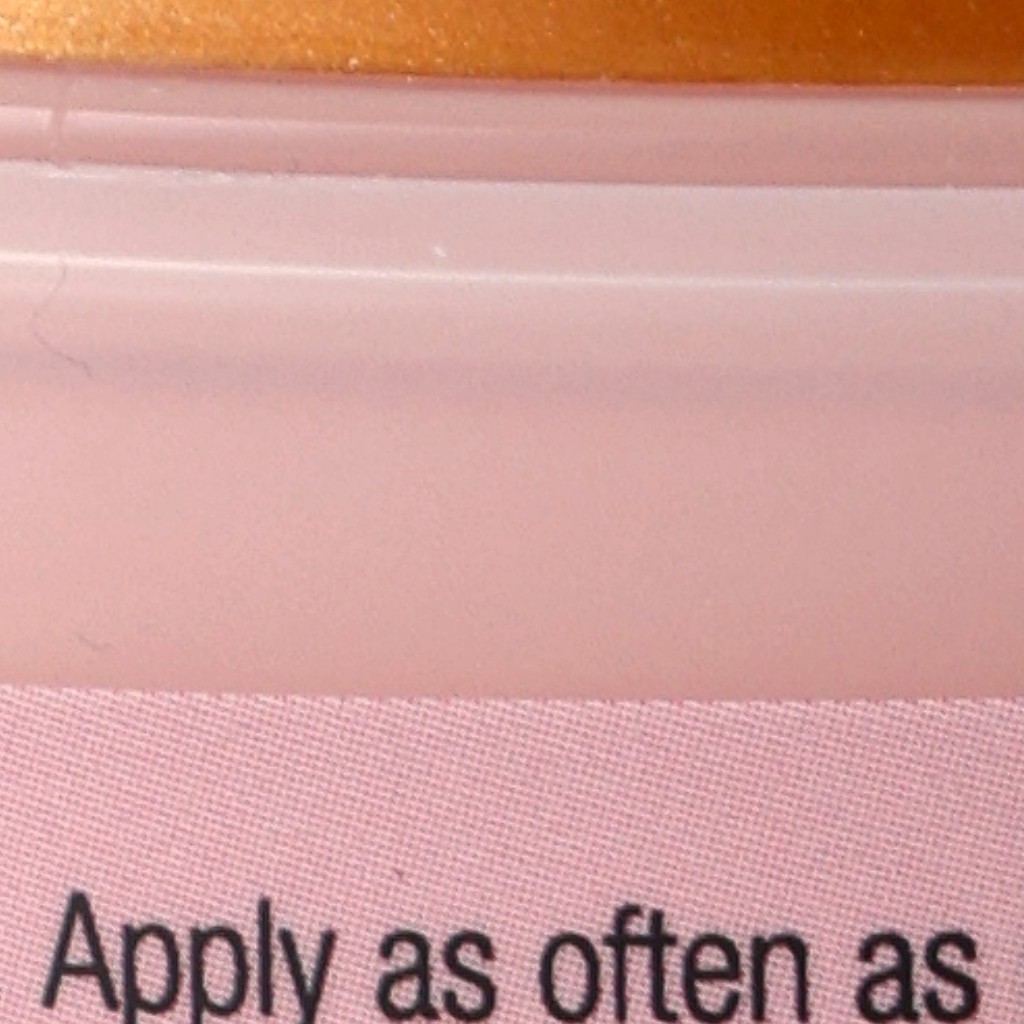 Apply as often as